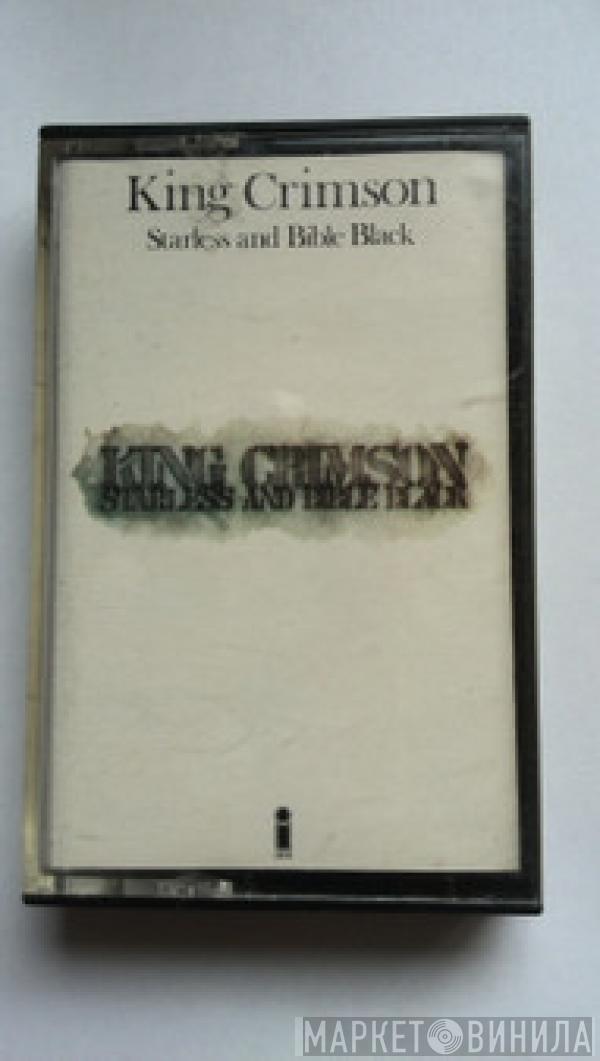 King Crimson
Starless and Bible Black
KING CRIMSON
STARLESS AND BIBLE BLACK
i
МАРКЕТ ВИНИЛА